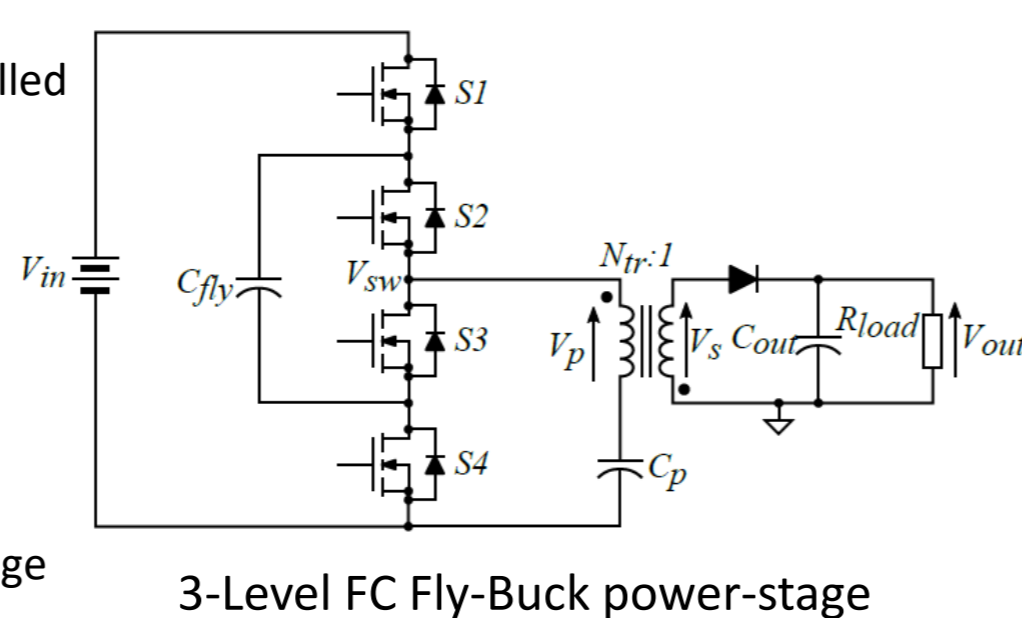 lled
S1
S2
Vin
Cfly
Vsw
Ntr:1
S3
Vp
Vs
Cout
Rload
Vout
S4
Cp
ge
3-Level FC Fly-Buck power-stage